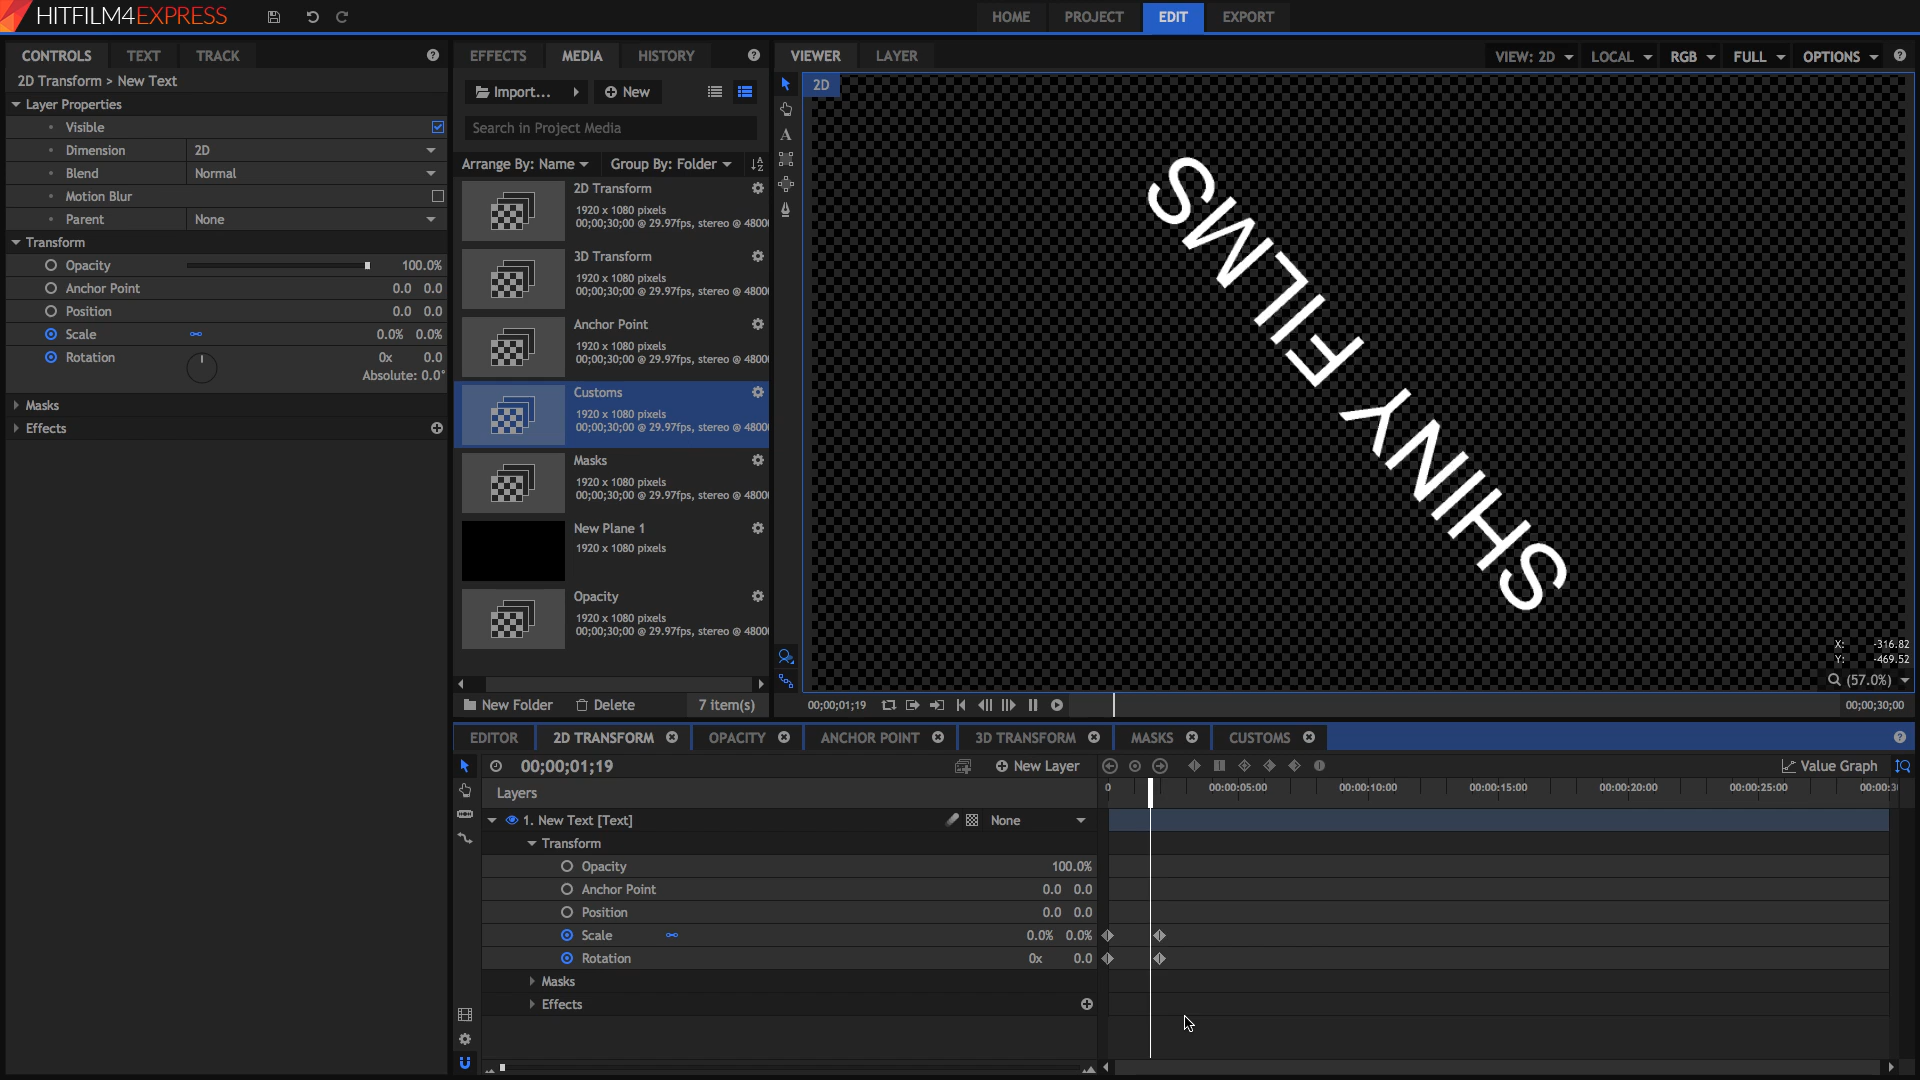 HITFILM4EXPRESS
HOME PROJECT EDIT EXPORT
CONTROLS TEXT TRACK
2D Transform > New Text
Layer Properties
Visible
Dimension 2D
Blend Normal
Motion Blur
Parent None
Transform
Opacity 100.0%
Anchor Point 0.0 0.0
Position 0.0 0.0
Scale 0.0% 0.0%
Rotation 0x 0.0
Absolute: 0.0°
Masks
Effects
EFFECTS MEDIA HISTORY
Import... New
Search in Project Media
Arrange By: Name Group By: Folder
2D Transform
1920 x 1080 pixels
00;00;30;00 @ 29.97fps, stereo @ 4800
3D Transform
1920 x 1080 pixels
00;00;30;00 @ 29.97fps, stereo @ 4800
Anchor Point
1920 x 1080 pixels
00;00;30;00 @ 29.97fps, stereo @ 4800
Customs
1920 x 1080 pixels
00;00;30;00 @ 29.97fps, stereo @ 4800
Masks
1920 x 1080 pixels
00;00;30;00 @ 29.97fps, stereo @ 4800
New Plane 1
1920 x 1080 pixels
Opacity
1920 x 1080 pixels
00;00;30;00 @ 29.97fps, stereo @ 4800
New Folder Delete 7 item(s)
VIEWER LAYER
VIEW: 2D LOCAL RGB FULL OPTIONS
2D
SHINY FILMS
X: -316.82
Y: -469.52
(57.0%)
00;00;01;19 00;00;30;00
EDITOR 2D TRANSFORM OPACITY ANCHOR POINT 3D TRANSFORM MASKS CUSTOMS
00;00;01;19 New Layer Value Graph
Layers 0 00:00:05:00 00:00:10:00 00:00:15:00 00:00:20:00 00:00:25:00 00:00:3
1. New Text [Text] None
Transform
Opacity 100.0%
Anchor Point 0.0 0.0
Position 0.0 0.0
Scale 0.0% 0.0%
Rotation 0x 0.0
Masks
Effects